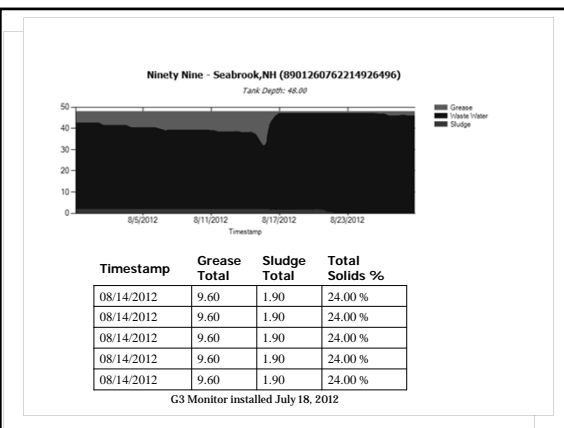 Ninety Nine - Seabrook,NH (8901260762214926496)
Tank Depth: 48.00
50
40
30
20
10
0
Grease
Waste Water
Sludge
8/5/2012 8/11/2012 8/17/2012 8/23/2012
Timestamp
Timestamp Grease Total Sludge Total Total Solids %
08/14/2012 9.60 1.90 24.00 %
08/14/2012 9.60 1.90 24.00 %
08/14/2012 9.60 1.90 24.00 %
08/14/2012 9.60 1.90 24.00 %
08/14/2012 9.60 1.90 24.00 %
G3 Monitor installed July 18, 2012